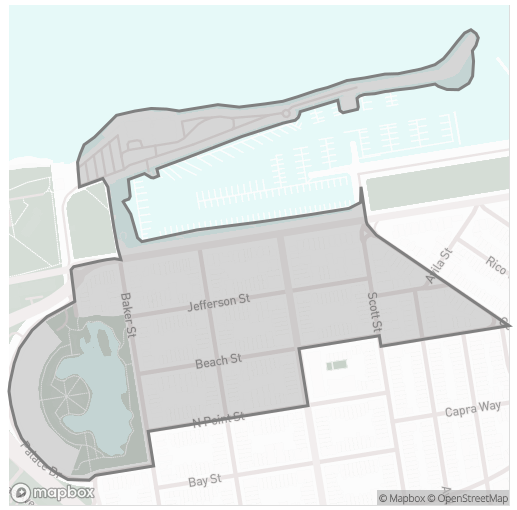 Avila St
Rico
Baker St
Jefferson St
Scott St
Beach St
N Point St
Capra Way
Palace Dr
Bay St
mapbox
© Mapbox © OpenStreetMap